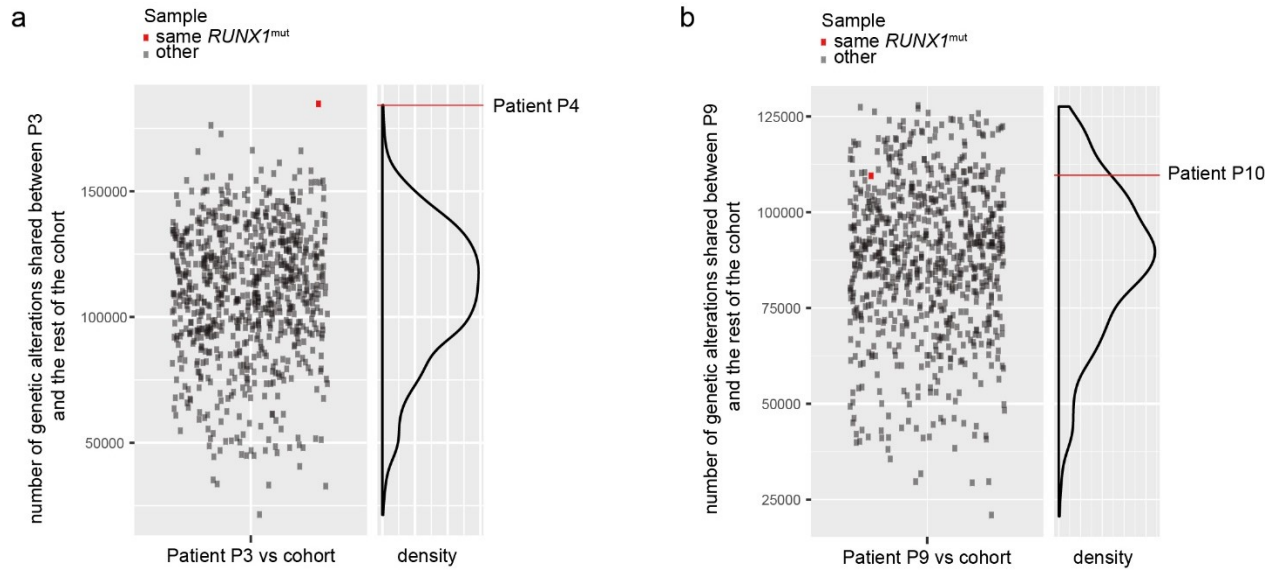 a
Sample
same RUNX1mut
other
number of genetic alterations shared between P3
and the rest of the cohort
150000
100000
50000
Patient P4
Patient P3 vs cohort
density
b
Sample
same RUNX1mut
other
number of genetic alterations shared between P9
and the rest of the cohort
125000
100000
75000
50000
25000
Patient P10
Patient P9 vs cohort
density